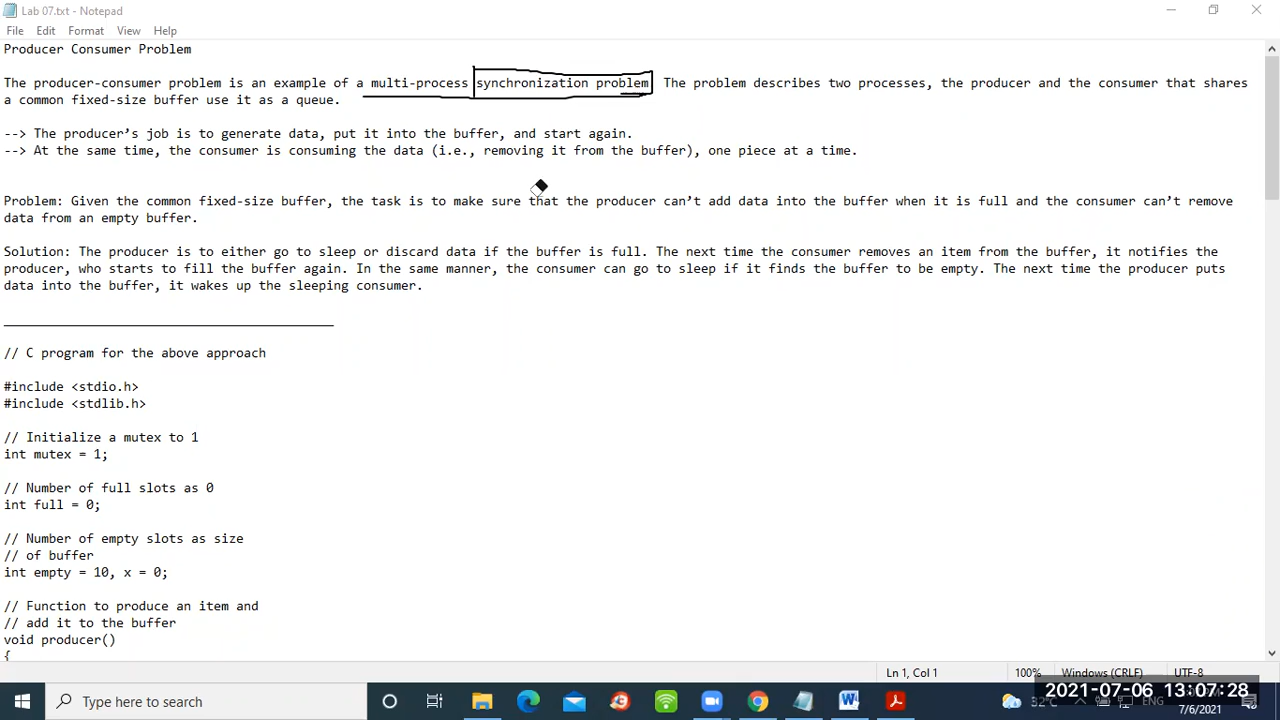 Lab 07.txt - Notepad
File Edit Format View Help
Producer Consumer Problem
The producer-consumer problem is an example of a multi-process synchronization problem The problem describes two processes, the producer and the consumer that shares
a common fixed-size buffer use it as a queue.
--> The producer’s job is to generate data, put it into the buffer, and start again.
--> At the same time, the consumer is consuming the data (i.e., removing it from the buffer), one piece at a time.
Problem: Given the common fixed-size buffer, the task is to make sure that the producer can’t add data into the buffer when it is full and the consumer can’t remove
data from an empty buffer.
Solution: The producer is to either go to sleep or discard data if the buffer is full. The next time the consumer removes an item from the buffer, it notifies the
producer, who starts to fill the buffer again. In the same manner, the consumer can go to sleep if it finds the buffer to be empty. The next time the producer puts
data into the buffer, it wakes up the sleeping consumer.
____________________________________________
// C program for the above approach
#include <stdio.h>
#include <stdlib.h>
// Initialize a mutex to 1
int mutex = 1;
// Number of full slots as 0
int full = 0;
// Number of empty slots as size
// of buffer
int empty = 10, x = 0;
// Function to produce an item and
// add it to the buffer
void producer()
{
Ln 1, Col 1 100% Windows (CRLF) UTF-8
Type here to search
32°C ENG
2021-07-06 13:07:28
7/6/2021